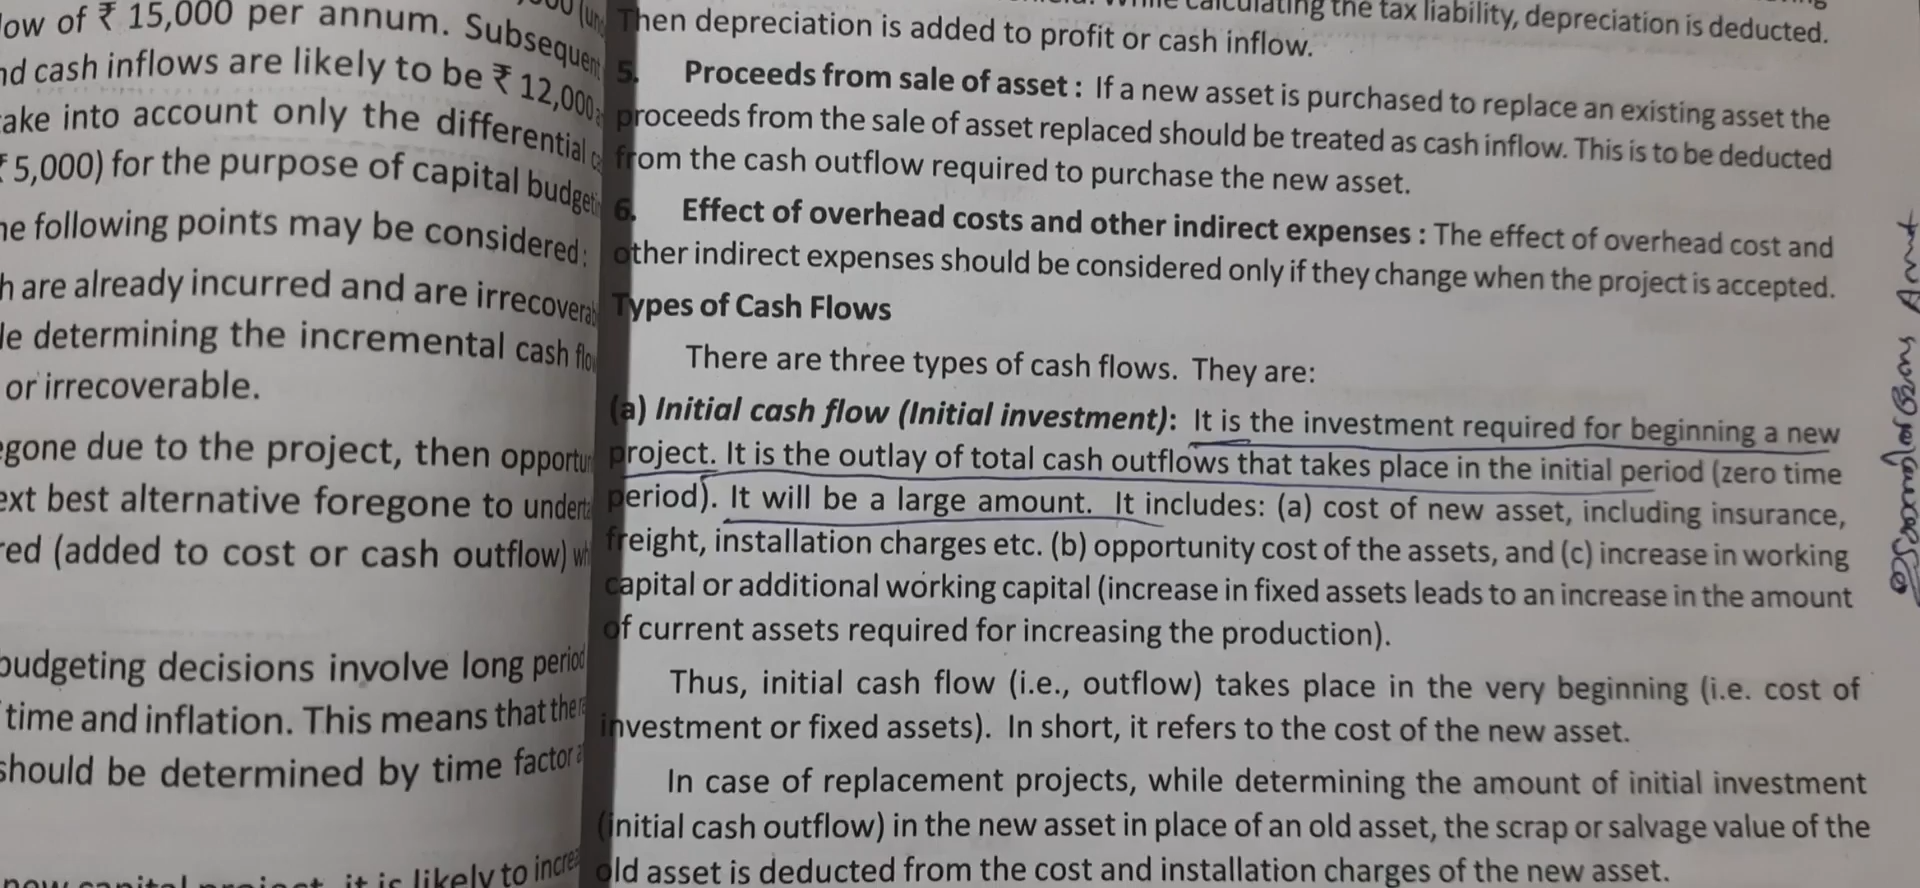 low of ₹ 15,000 per annum. Subsequent
nd cash inflows are likely to be ₹ 12,000
take into account only the differential
₹ 5,000) for the purpose of capital
he following points may be considered:
h are already incurred and are
le determining the incremental cash
or irrecoverable.
egone due to the project, then
ext best alternative foregone to
red (added to cost or cash outflow)
budgeting decisions involve long period
time and inflation. This means that
should be determined by time factor
new capital project, it is likely to
calculating the tax liability, depreciation is deducted.
Then depreciation is added to profit or cash inflow.
5. Proceeds from sale of asset : If a new asset is purchased to replace an existing asset the
proceeds from the sale of asset replaced should be treated as cash inflow. This is to be deducted
from the cash outflow required to purchase the new asset.
6. Effect of overhead costs and other indirect expenses : The effect of overhead cost and
other indirect expenses should be considered only if they change when the project is accepted.
Types of Cash Flows
There are three types of cash flows. They are:
(a) Initial cash flow (Initial investment): It is the investment required for beginning a new
project. It is the outlay of total cash outflows that takes place in the initial period (zero time
period). It will be a large amount. It includes: (a) cost of new asset, including insurance,
freight, installation charges etc. (b) opportunity cost of the assets, and (c) increase in working
capital or additional working capital (increase in fixed assets leads to an increase in the amount
of current assets required for increasing the production).
Thus, initial cash flow (i.e., outflow) takes place in the very beginning (i.e. cost of
investment or fixed assets). In short, it refers to the cost of the new asset.
In case of replacement projects, while determining the amount of initial investment
(initial cash outflow) in the new asset in place of an old asset, the scrap or salvage value of the
old asset is deducted from the cost and installation charges of the new asset.